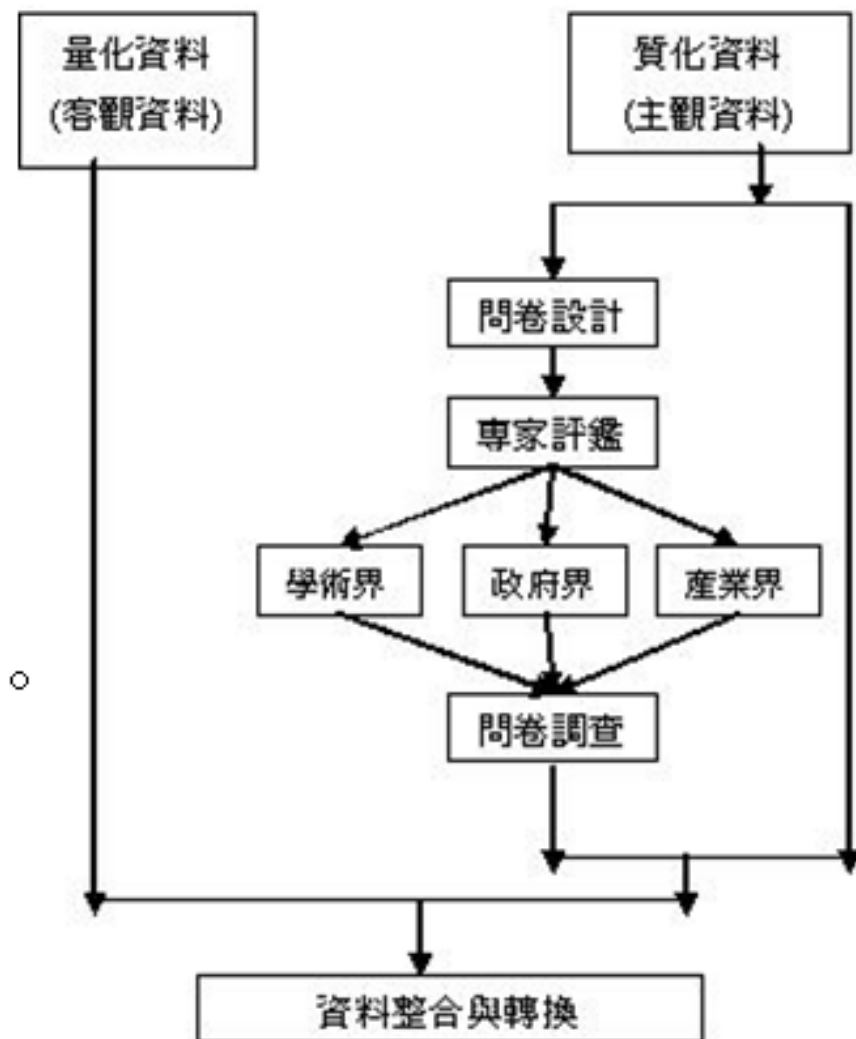 量化資料
(客觀資料)
質化資料
(主觀資料)
問卷設計
專家評鑑
學術界
政府界
產業界
問卷調查
資料整合與轉換